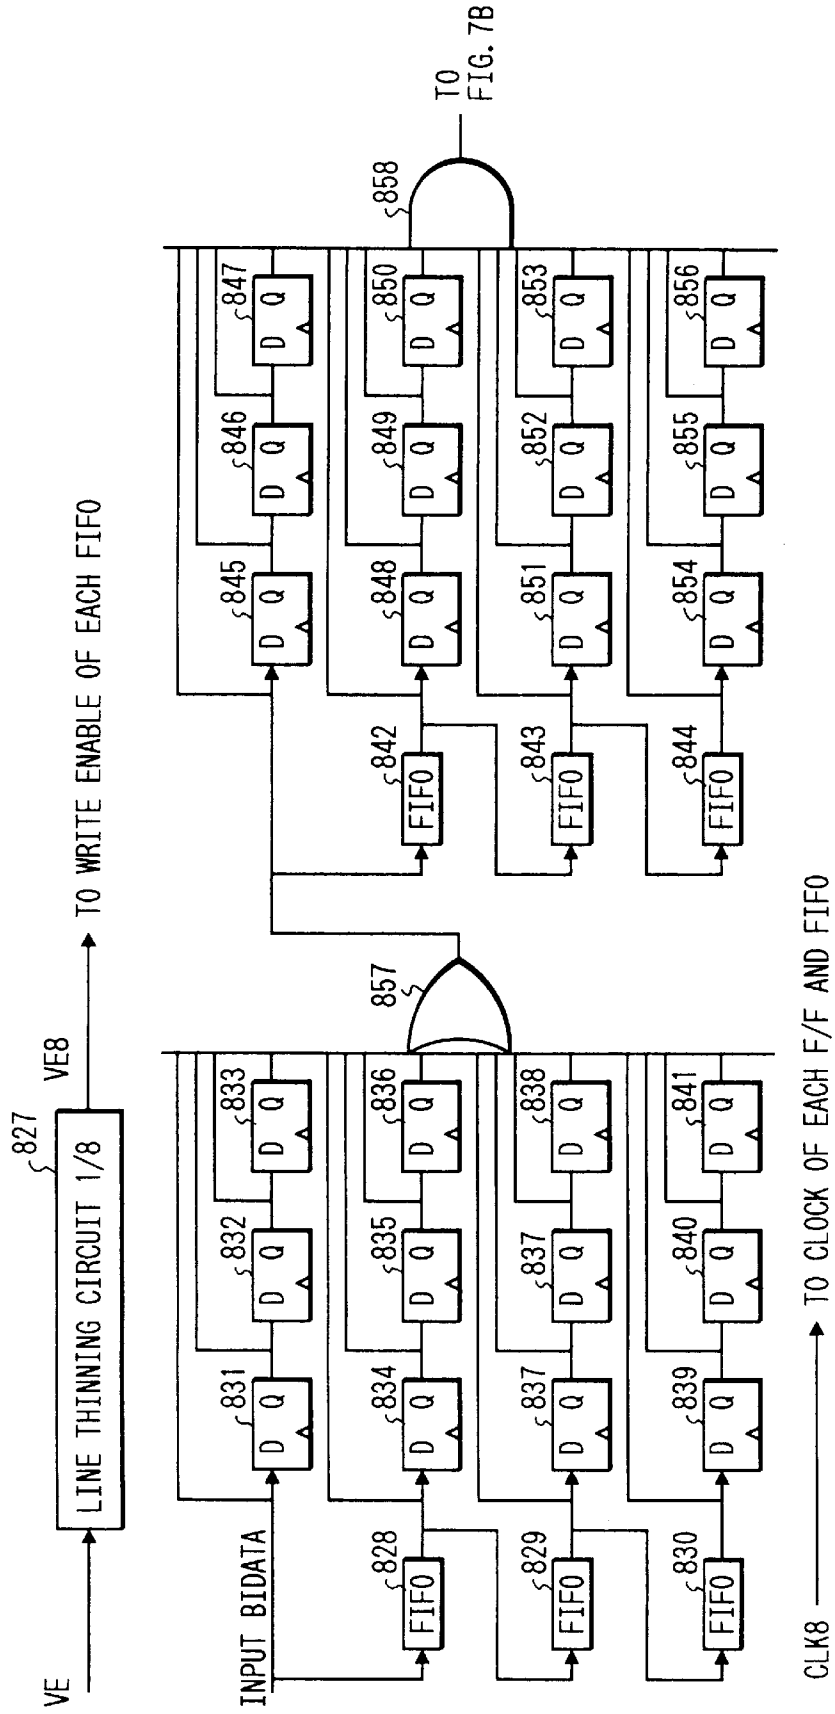 VE
827
LINE THINNING CIRCUIT 1/8
VE8
TO WRITE ENABLE OF EACH FIFO
INPUT BIDATA
831
D Q
832
D Q
833
D Q
845
D Q
846
D Q
847
D Q
828
FIFO
834
D Q
835
D Q
836
D Q
857
842
FIFO
848
D Q
849
D Q
850
D Q
858
TO
FIG. 7B
829
FIFO
837
D Q
837
D Q
838
D Q
843
FIFO
851
D Q
852
D Q
853
D Q
830
FIFO
839
D Q
840
D Q
841
D Q
844
FIFO
854
D Q
855
D Q
856
D Q
CLK8
TO CLOCK OF EACH F/F AND FIFO